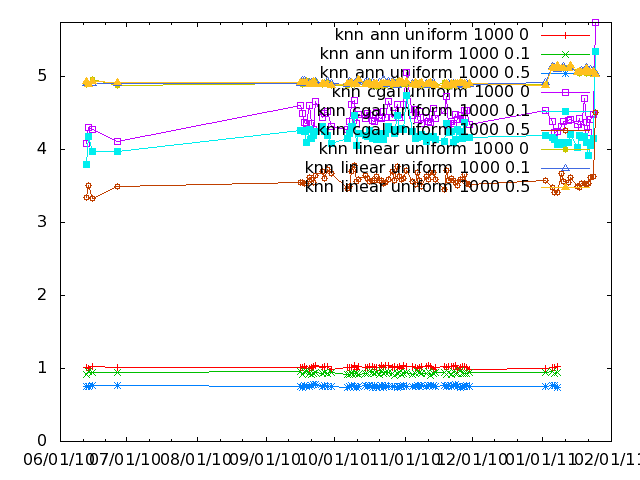 knn ann uniform 1000 0
knn ann uniform 1000 0.1
knn ann uniform 1000 0.5
knn cgal uniform 1000 0
knn cgal uniform 1000 0.1
knn cgal uniform 1000 0.5
knn linear uniform 1000 0
knn linear uniform 1000 0.1
knn linear uniform 1000 0.5
5
4
3
2
1
0
06/01/10 07/01/10 08/01/10 09/01/10 10/01/10 11/01/10 12/01/10 01/01/11 02/01/11